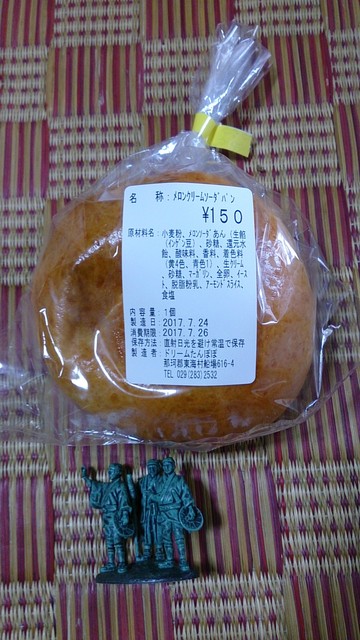 名　称：メロンクリームソーダパン
¥150
原材料名：小麦粉、メロンソーダあん（生餡
（インゲン豆）、砂糖、還元水
飴、酸味料、香料、着色料
（黄4色、青色1）、生クリーム
、砂糖、マーガリン、全卵、イース
ト、脱脂粉乳、アーモンドスライス、
食塩
内 容 量：1個
製 造 日：2017. 7.24
消費期限：2017. 7.26
保存方法　直射日光を避け常温で保存
製 造 者：ドリームたんぽぽ
那珂郡東海村舩場616-4
TEL 029(283)2532